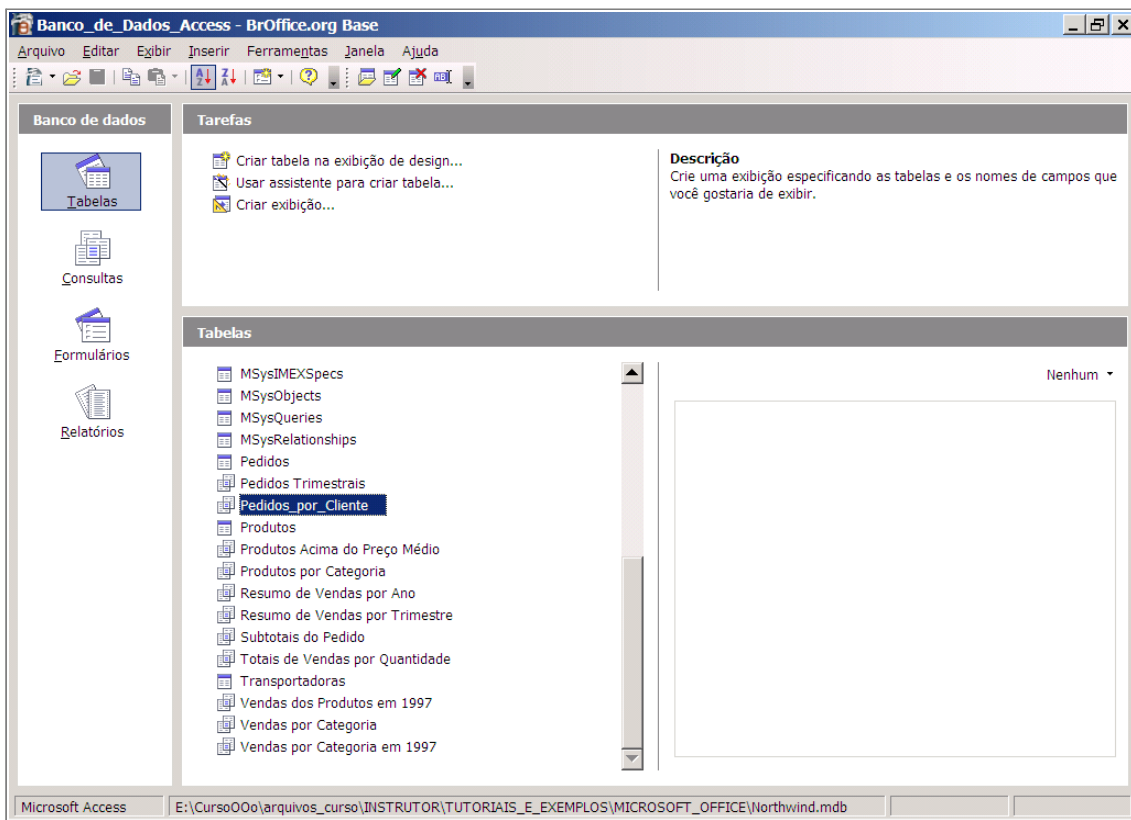 Banco_de_Dados_Access - BrOffice.org Base
Arquivo Editar Exibir Inserir Ferramentas Janela Ajuda
Banco de dados
Tabelas
Consultas
Formulários
Relatórios
Tarefas
Criar tabela na exibição de design...
Usar assistente para criar tabela...
Criar exibição...
Descrição
Crie uma exibição especificando as tabelas e os nomes de campos que
você gostaria de exibir.
Tabelas
MSysIMEXSpecs
MSysObjects
MSysQueries
MSysRelationships
Pedidos
Pedidos Trimestrais
Pedidos_por_Cliente
Produtos
Produtos Acima do Preço Médio
Produtos por Categoria
Resumo de Vendas por Ano
Resumo de Vendas por Trimestre
Subtotais do Pedido
Totais de Vendas por Quantidade
Transportadoras
Vendas dos Produtos em 1997
Vendas por Categoria
Vendas por Categoria em 1997
Nenhum
Microsoft Access E:\CursoOOo\arquivos_curso\INSTRUTOR\TUTORIAIS_E_EXEMPLOS\MICROSOFT_OFFICE\Northwind.mdb